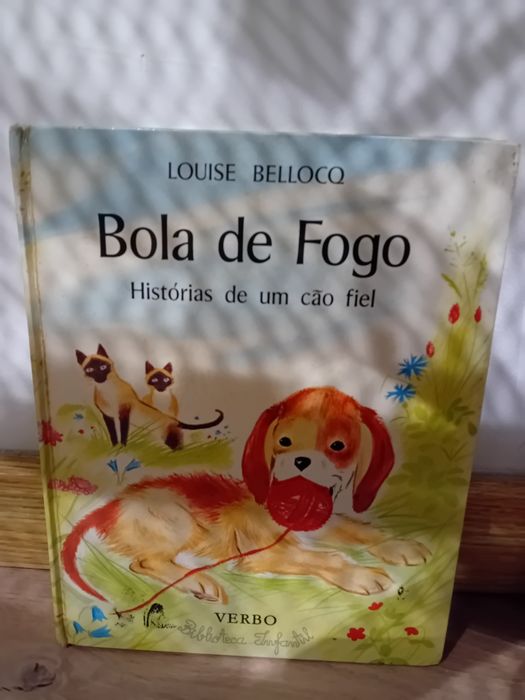 LOUISE BELLOCQ
Bola de Fogo
Histórias de um cão fiel
VERBO
Biblioteca Infantil